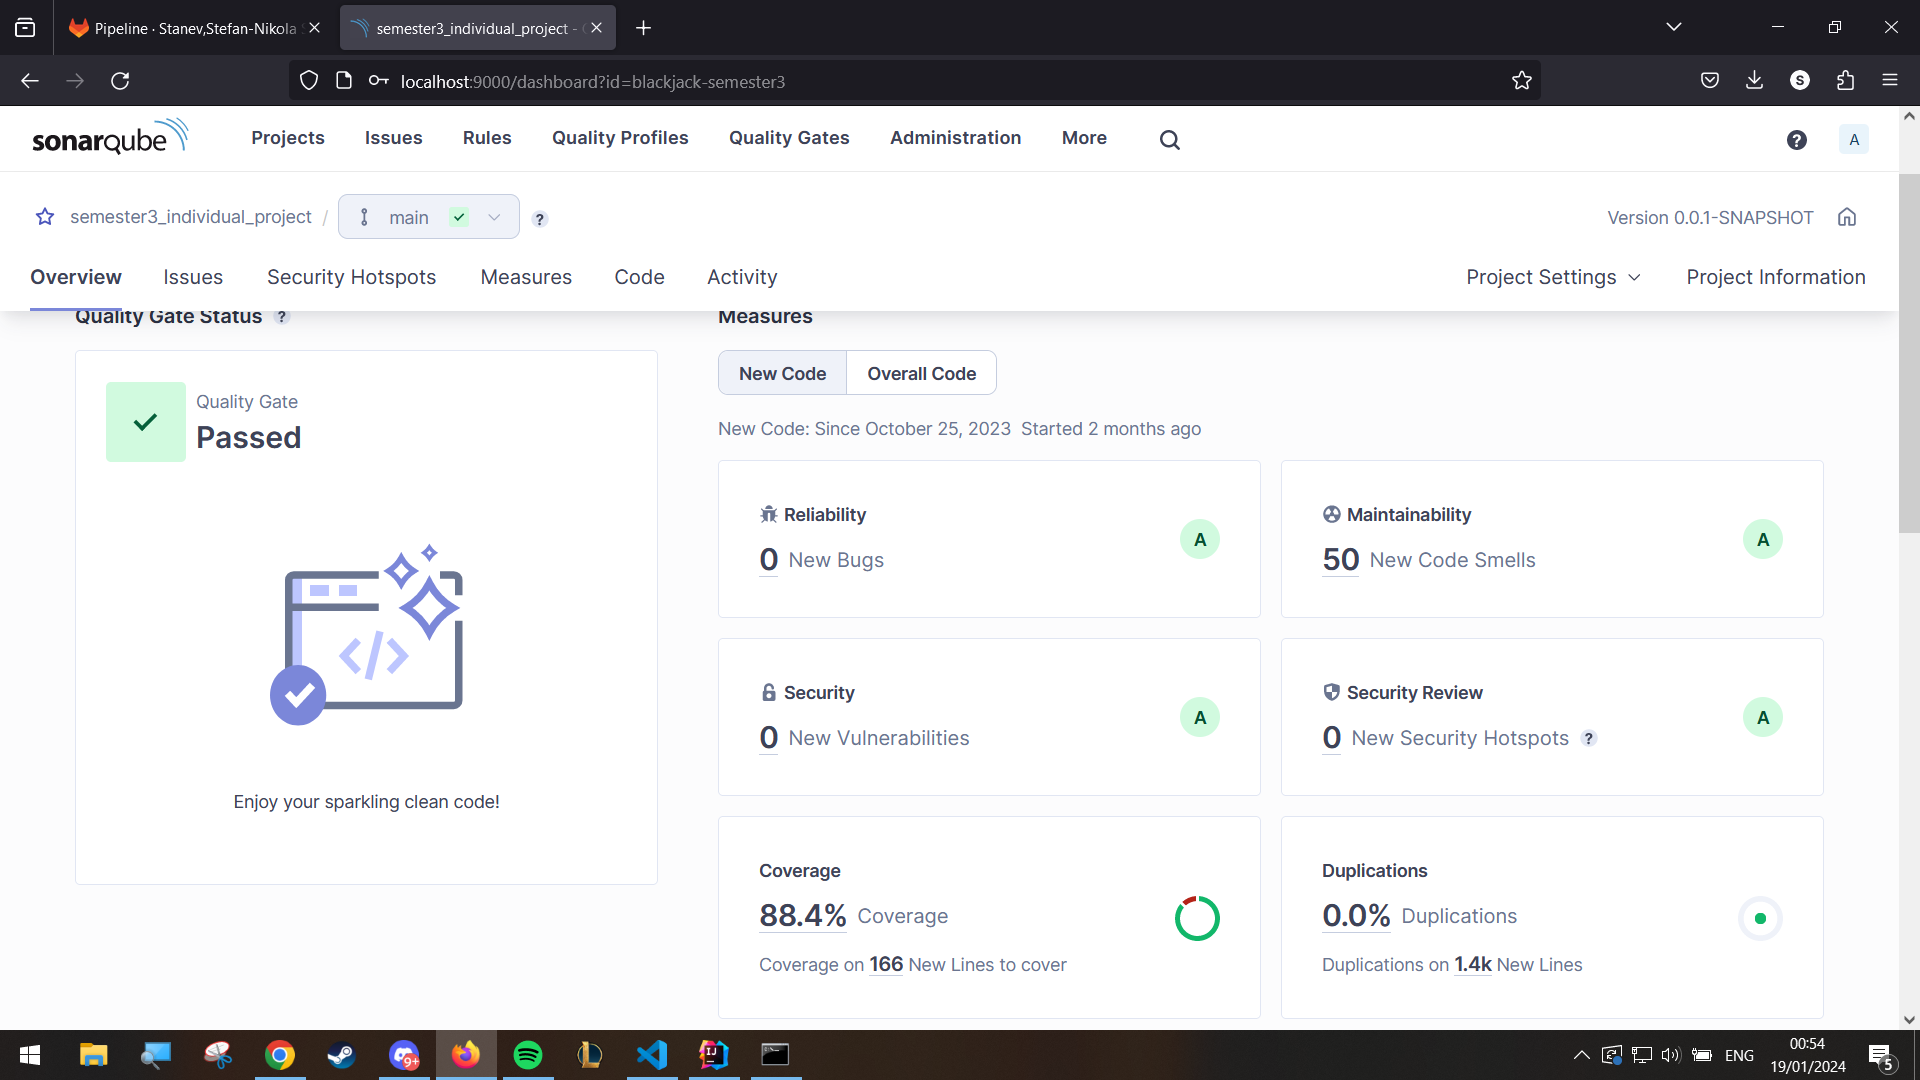 Pipeline · Stanev,Stefan-Nikola
semester3_individual_project -
localhost:9000/dashboard?id=blackjack-semester3
S
sonarqube
Projects Issues Rules Quality Profiles Quality Gates Administration More
?
A
semester3_individual_project / main ?
Version 0.0.1-SNAPSHOT
Overview Issues Security Hotspots Measures Code Activity
Project Settings Project Information
Quality Gate Status ?
Quality Gate
Passed
</>
Enjoy your sparkling clean code!
Measures
New Code Overall Code
New Code: Since October 25, 2023 Started 2 months ago
Reliability
0 New Bugs
A
Maintainability
50 New Code Smells
A
Security
0 New Vulnerabilities
A
Security Review
0 New Security Hotspots ?
A
Coverage
88.4% Coverage
Coverage on 166 New Lines to cover
Duplications
0.0% Duplications
Duplications on 1.4k New Lines
9+
IJ
ENG
00:54
19/01/2024
5